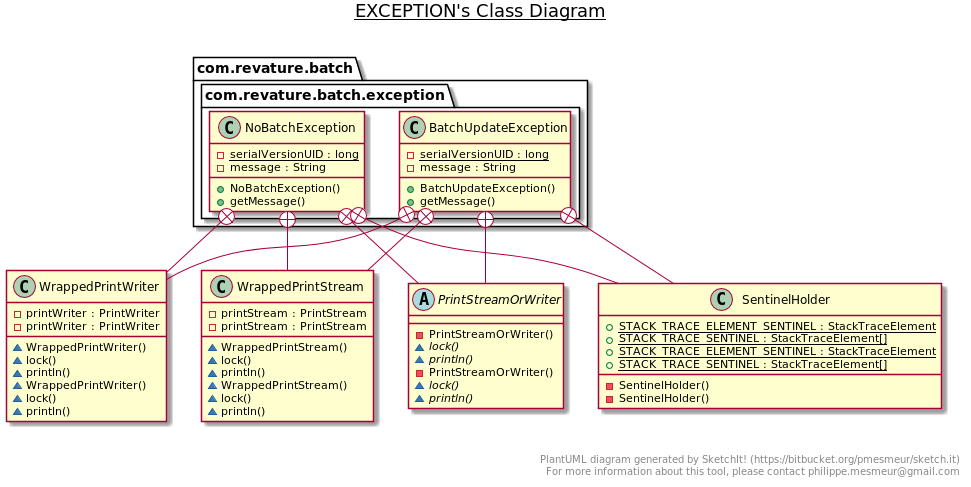 EXCEPTION's Class Diagram
com.revature.batch
com.revature.batch.exception
C NoBatchException
serialVersionUID : long
message : String
NoBatchException()
getMessage()
C BatchUpdateException
serialVersionUID : long
message : String
BatchUpdateException()
getMessage()
C WrappedPrintWriter
printWriter : PrintWriter
printWriter : PrintWriter
WrappedPrintWriter()
lock()
println()
WrappedPrintWriter()
lock()
println()
C WrappedPrintStream
printStream : PrintStream
printStream : PrintStream
WrappedPrintStream()
lock()
println()
WrappedPrintStream()
lock()
println()
A PrintStreamOrWriter
PrintStreamOrWriter()
lock()
println()
PrintStreamOrWriter()
lock()
println()
C SentinelHolder
STACK_TRACE_ELEMENT_SENTINEL : StackTraceElement
STACK_TRACE_SENTINEL : StackTraceElement[]
STACK_TRACE_ELEMENT_SENTINEL : StackTraceElement
STACK_TRACE_SENTINEL : StackTraceElement[]
SentinelHolder()
SentinelHolder()
PlantUML diagram generated by SketchIt! (https://bitbucket.org/pmesmeur/sketch.it)
For more information about this tool, please contact philippe.mesmeur@gmail.com